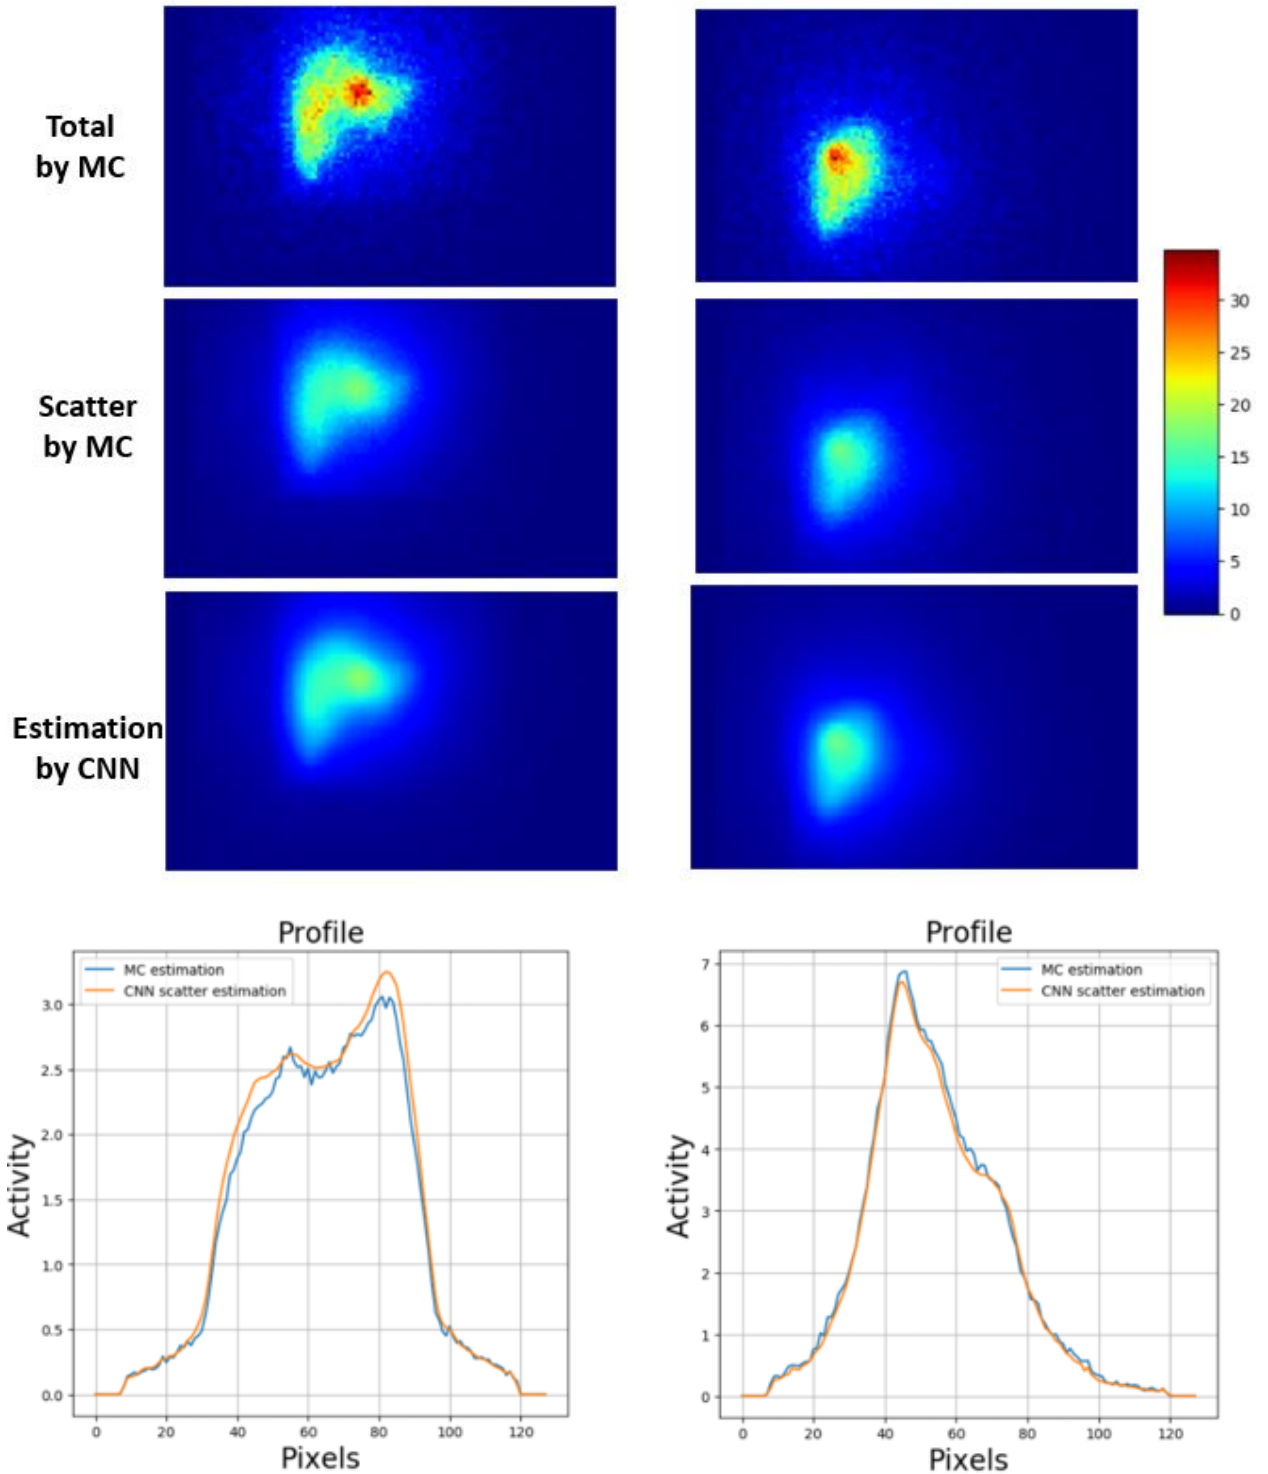 Total
by MC
Scatter
by MC
Estimation
by CNN
30
25
20
15
10
5
0
Profile
MC estimation
CNN scatter estimation
3.0
2.5
2.0
1.5
1.0
0.5
0.0
Activity
0 20 40 60 80 100 120
Pixels
Profile
MC estimation
CNN scatter estimation
7
6
5
4
3
2
1
0
Activity
0 20 40 60 80 100 120
Pixels